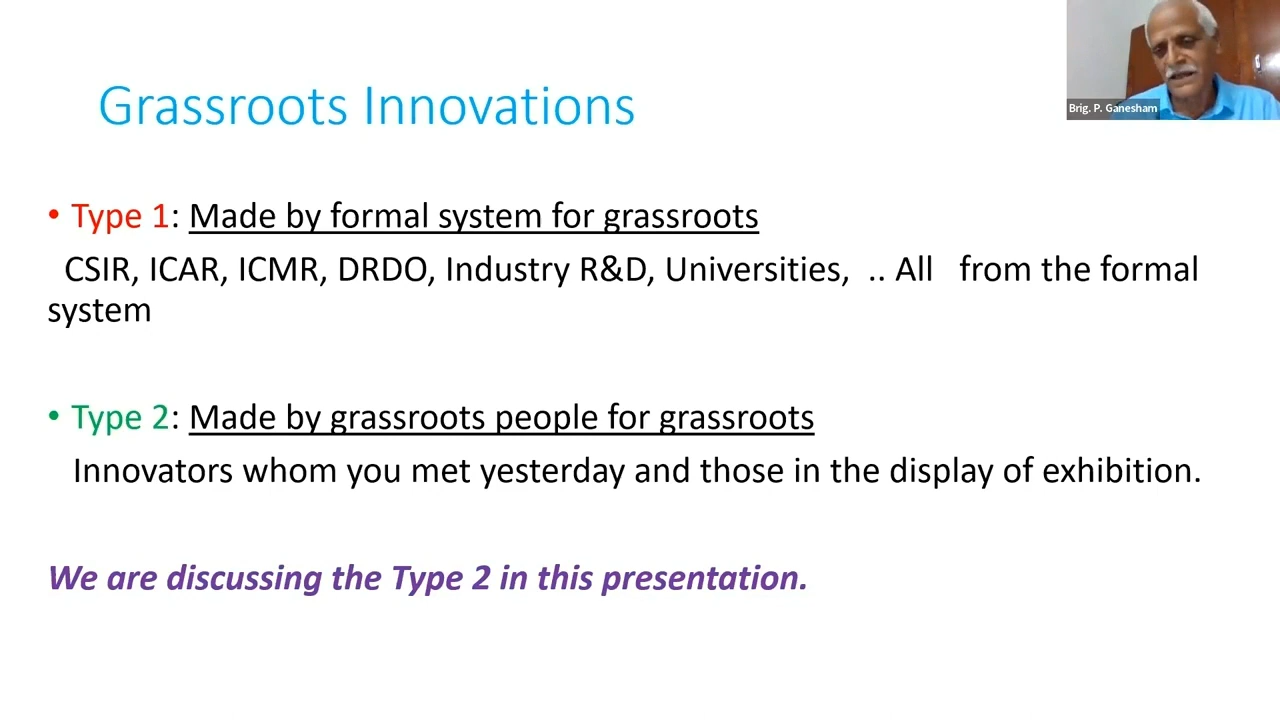 Brig. P. Ganesham
Grassroots Innovations
• Type 1: Made by formal system for grassroots
CSIR, ICAR, ICMR, DRDO, Industry R&D, Universities, .. All from the formal
system
• Type 2: Made by grassroots people for grassroots
Innovators whom you met yesterday and those in the display of exhibition.
We are discussing the Type 2 in this presentation.